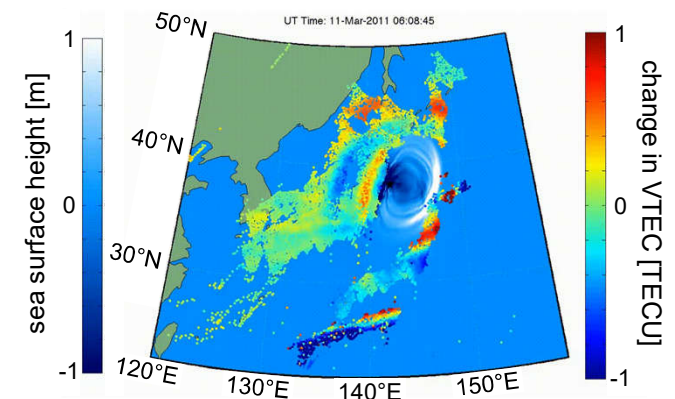 UT Time: 11-Mar-2011 06:08:45
50°N
40°N
30°N
120°E
130°E
140°E
150°E
sea surface height [m]
1
0
-1
change in VTEC [TECU]
1
0
-1